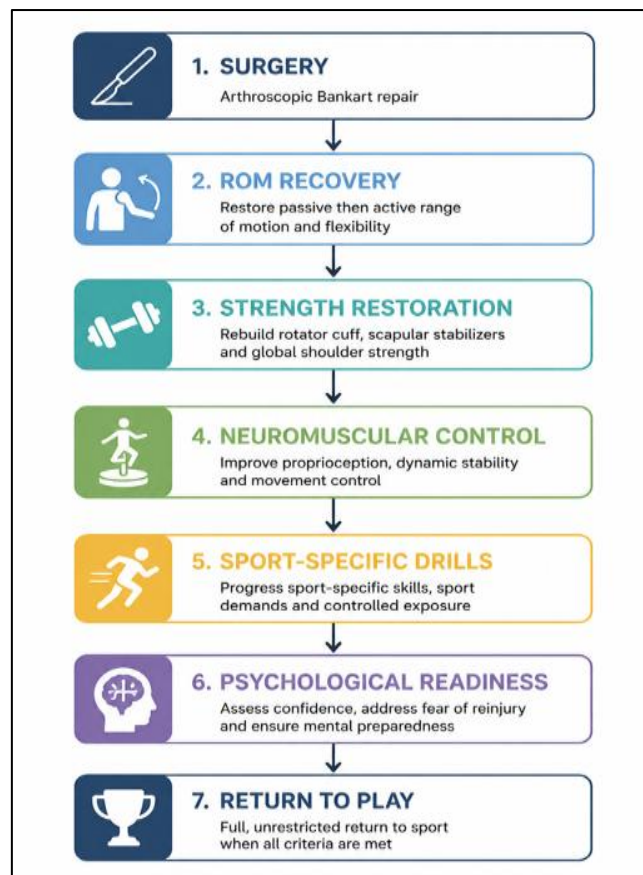 1. SURGERY
Arthroscopic Bankart repair
2. ROM RECOVERY
Restore passive then active range
of motion and flexibility
3. STRENGTH RESTORATION
Rebuild rotator cuff, scapular stabilizers
and global shoulder strength
4. NEUROMUSCULAR CONTROL
Improve proprioception, dynamic stability
and movement control
5. SPORT-SPECIFIC DRILLS
Progress sport-specific skills, sport
demands and controlled exposure
6. PSYCHOLOGICAL READINESS
Assess confidence, address fear of reinjury
and ensure mental preparedness
7. RETURN TO PLAY
Full, unrestricted return to sport
when all criteria are met